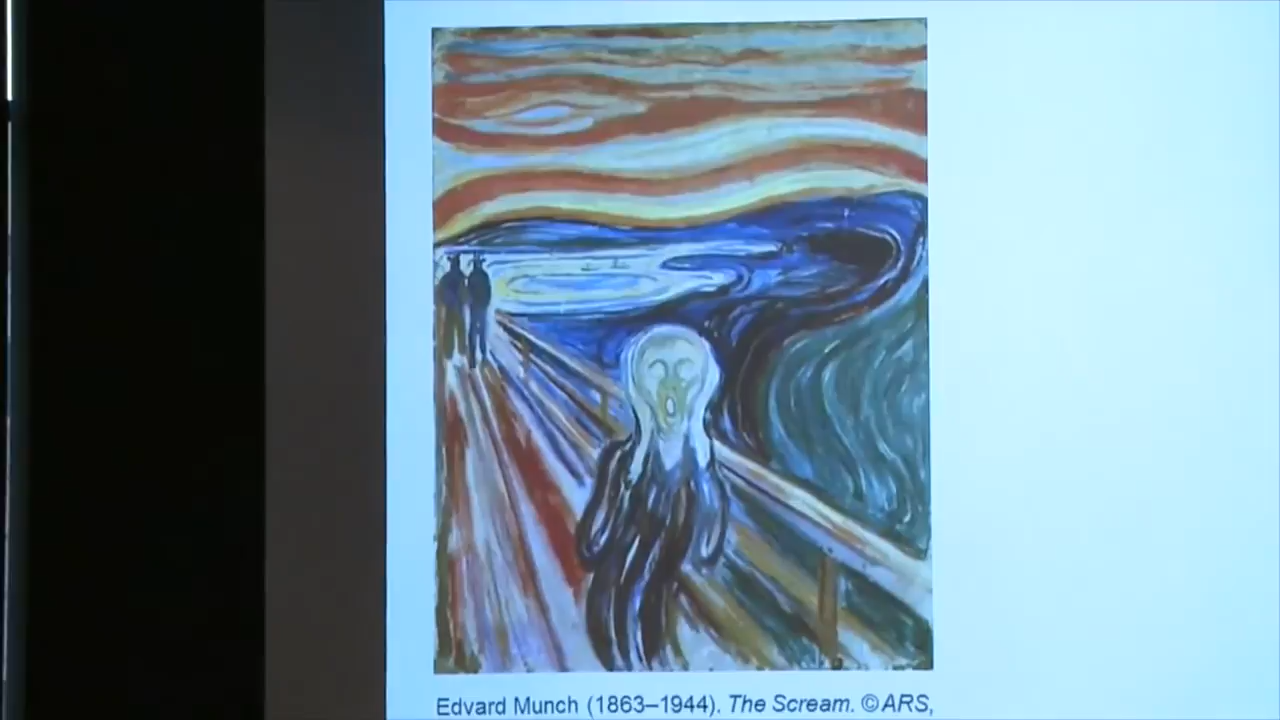 Edvard Munch (1863–1944). The Scream. ©ARS,